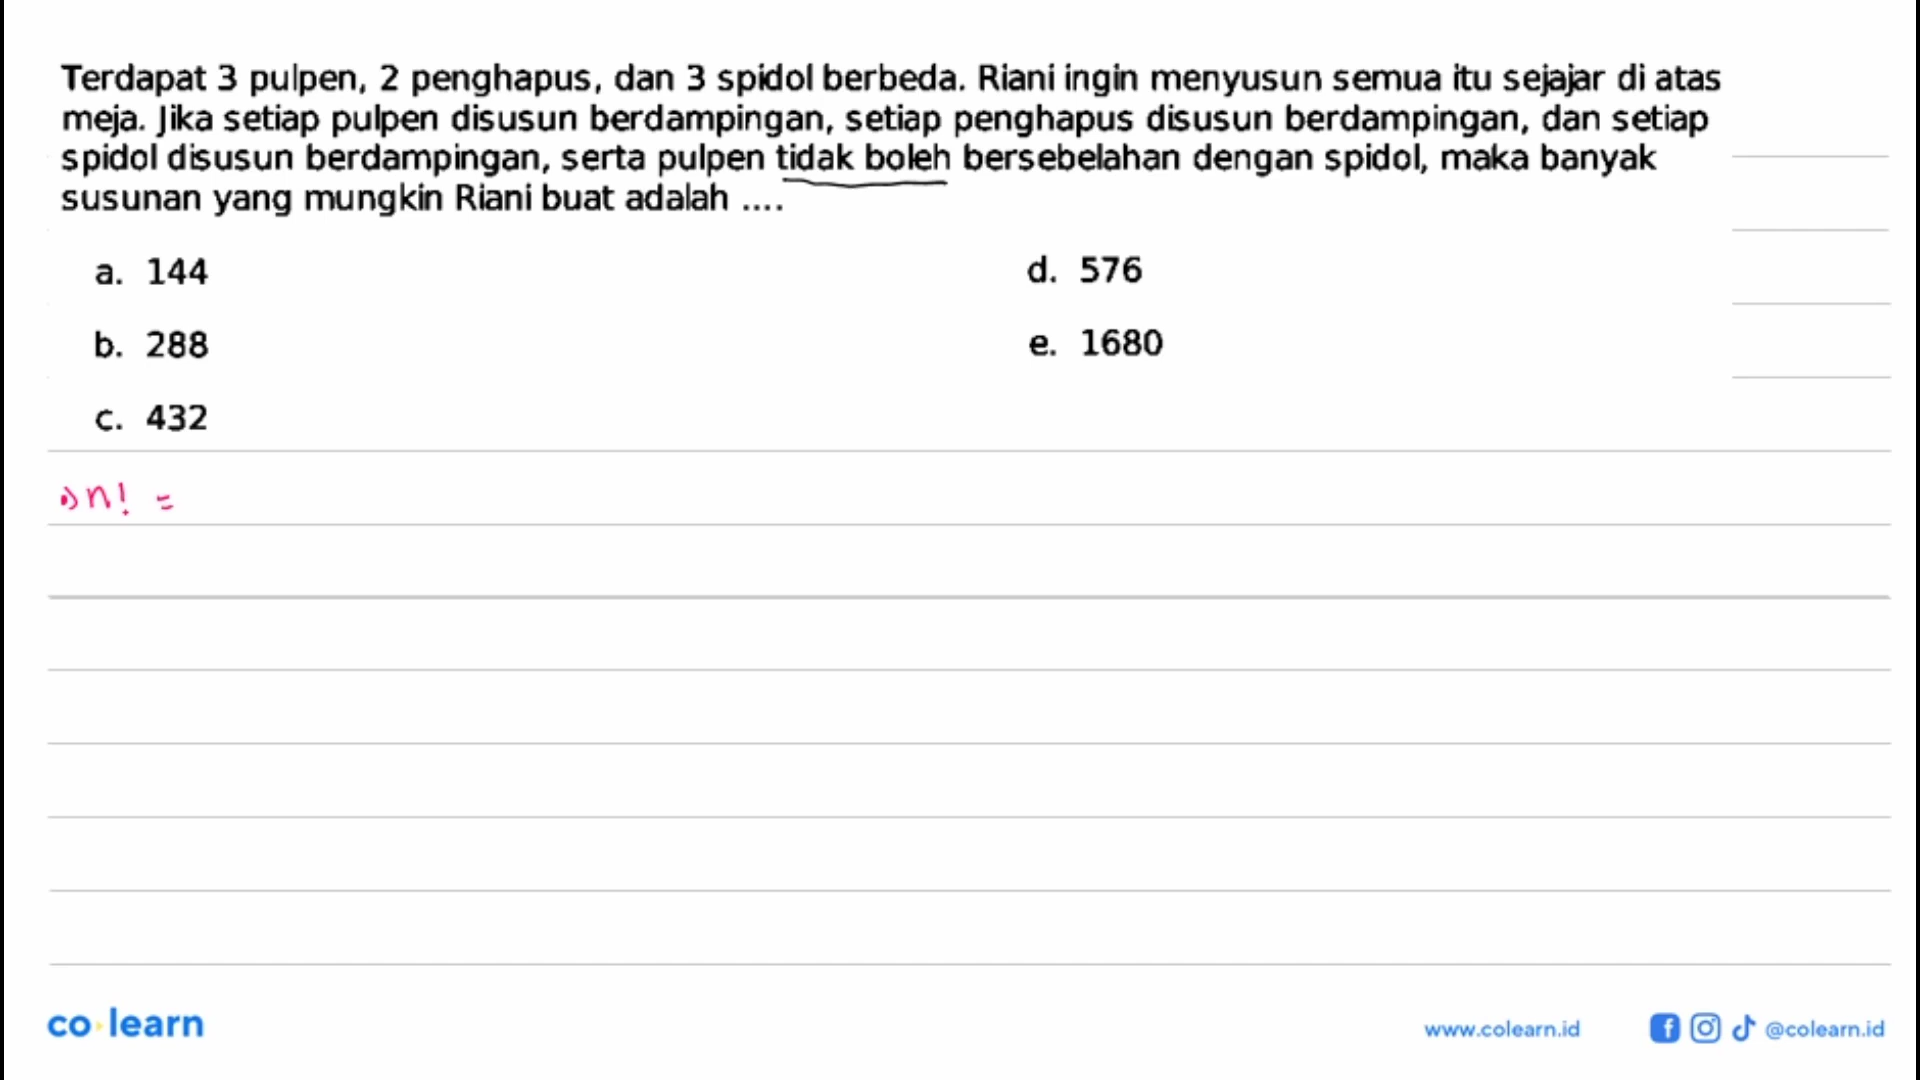 Terdapat 3 pulpen, 2 penghapus, dan 3 spidol berbeda. Riani ingin menyusun semua itu sejajar di atas
meja. Jika setiap pulpen disusun berdampingan, setiap penghapus disusun berdampingan, dan setiap
spidol disusun berdampingan, serta pulpen tidak boleh bersebelahan dengan spidol, maka banyak
susunan yang mungkin Riani buat adalah ....
a. 144
b. 288
c. 432
d. 576
e. 1680
n! =
co learn
www.colearn.id
@colearn.id